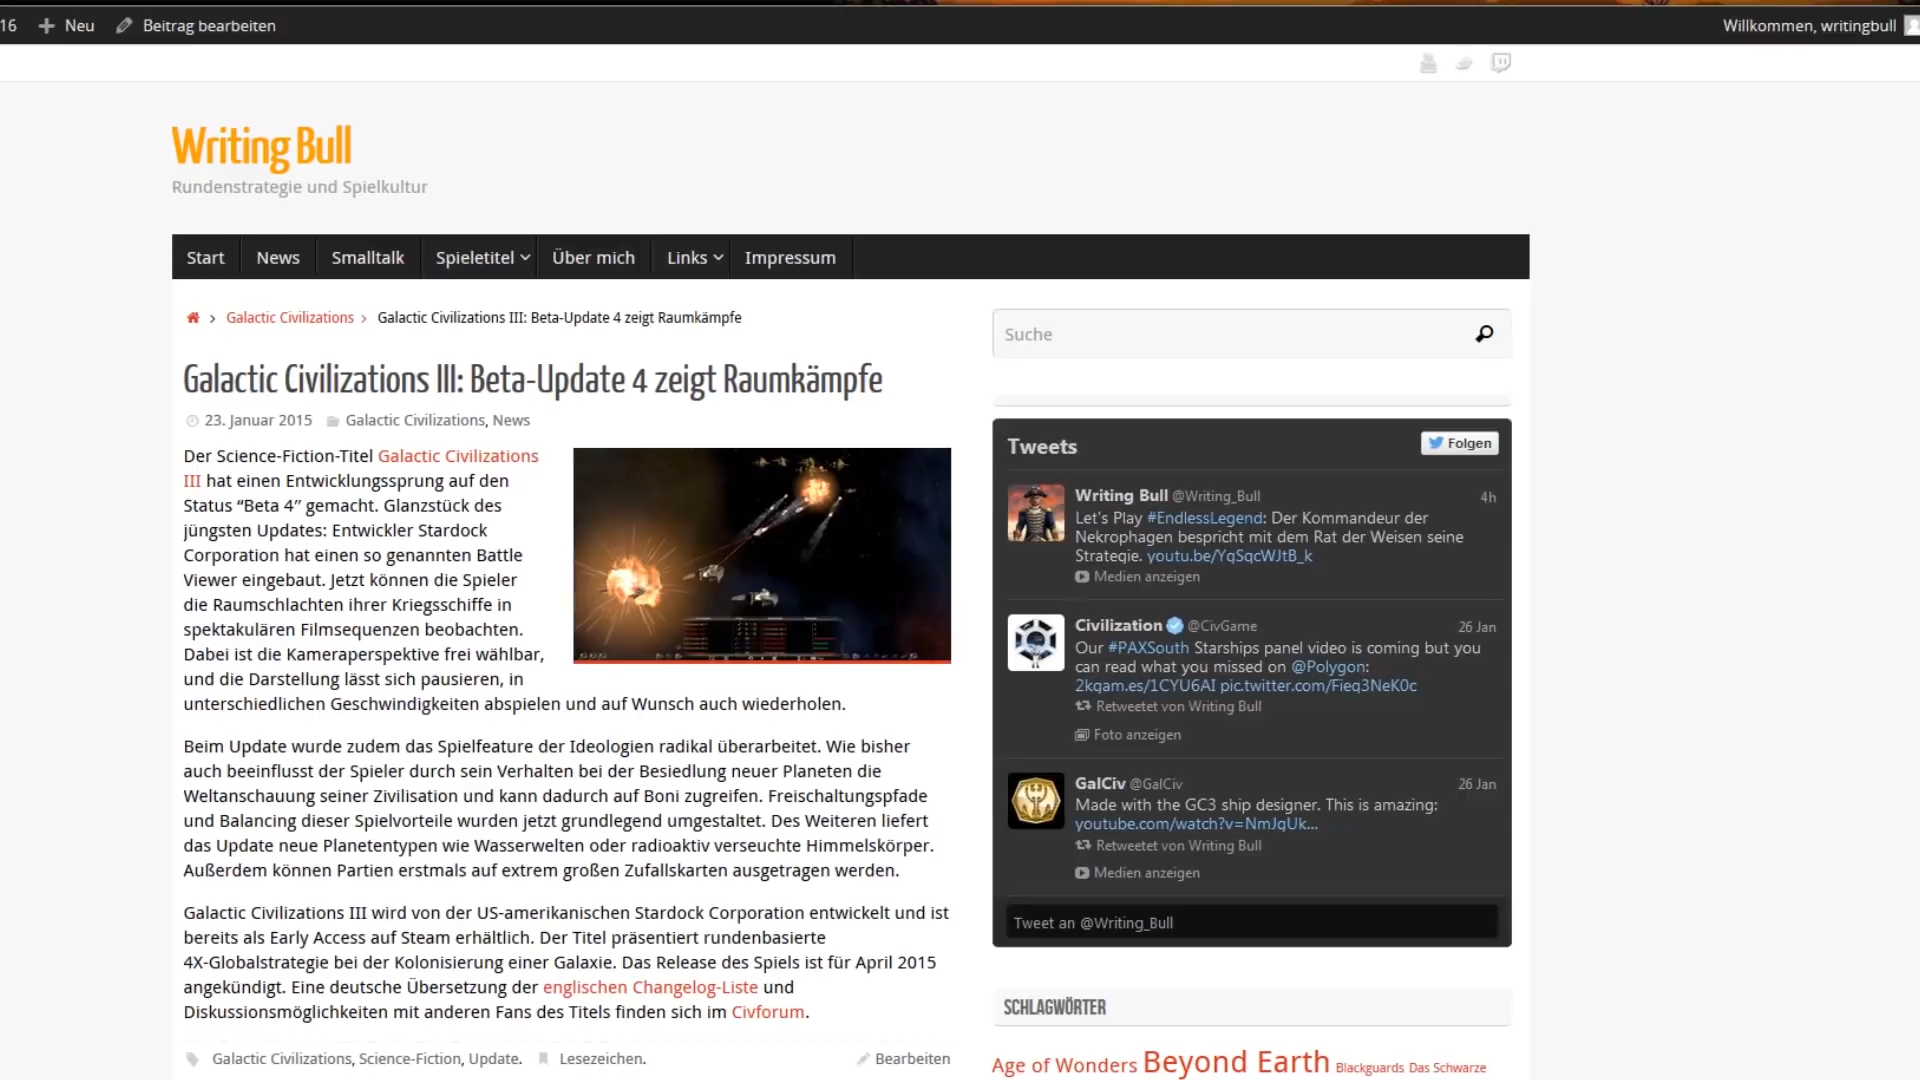 16 Neu Beitrag bearbeiten Willkommen, writingbull
Writing Bull
Rundenstrategie und Spielkultur
Start News Smalltalk Spieletitel Über mich Links Impressum
Galactic Civilizations Galactic Civilizations III: Beta-Update 4 zeigt Raumkämpfe
Galactic Civilizations III: Beta-Update 4 zeigt Raumkämpfe
23. Januar 2015 Galactic Civilizations, News
Der Science-Fiction-Titel Galactic Civilizations
III hat einen Entwicklungssprung auf den
Status “Beta 4” gemacht. Glanzstück des
jüngsten Updates: Entwickler Stardock
Corporation hat einen so genannten Battle
Viewer eingebaut. Jetzt können die Spieler
die Raumschlachten ihrer Kriegsschiffe in
spektakulären Filmsequenzen beobachten.
Dabei ist die Kameraperspektive frei wählbar,
und die Darstellung lässt sich pausieren, in
unterschiedlichen Geschwindigkeiten abspielen und auf Wunsch auch wiederholen.
Beim Update wurde zudem das Spielfeature der Ideologien radikal überarbeitet. Wie bisher
auch beeinflusst der Spieler durch sein Verhalten bei der Besiedlung neuer Planeten die
Weltanschauung seiner Zivilisation und kann dadurch auf Boni zugreifen. Freischaltungspfade
und Balancing dieser Spielvorteile wurden jetzt grundlegend umgestaltet. Des Weiteren liefert
das Update neue Planetentypen wie Wasserwelten oder radioaktiv verseuchte Himmelskörper.
Außerdem können Partien erstmals auf extrem großen Zufallskarten ausgetragen werden.
Galactic Civilizations III wird von der US-amerikanischen Stardock Corporation entwickelt und ist
bereits als Early Access auf Steam erhältlich. Der Titel präsentiert rundenbasierte
4X-Globalstrategie bei der Kolonisierung einer Galaxie. Das Release des Spiels ist für April 2015
angekündigt. Eine deutsche Übersetzung der englischen Changelog-Liste und
Diskussionsmöglichkeiten mit anderen Fans des Titels finden sich im Civforum.
Galactic Civilizations, Science-Fiction, Update. Lesezeichen. Bearbeiten
Suche
Tweets Folgen
Writing Bull @Writing_Bull 4h
Let's Play #EndlessLegend: Der Kommandeur der
Nekrophagen bespricht mit dem Rat der Weisen seine
Strategie. youtu.be/YgSqcWJtB_k
Medien anzeigen
Civilization @CivGame 26 Jan
Our #PAXSouth Starships panel video is coming but you
can read what you missed on @Polygon:
2kgam.es/1CYU6AI pic.twitter.com/Fieg3NeK0c
Retweetet von Writing Bull
Foto anzeigen
GalCiv @GalCiv 26 Jan
Made with the GC3 ship designer. This is amazing:
youtube.com/watch?v=NmJgUk...
Retweetet von Writing Bull
Medien anzeigen
Tweet an @Writing_Bull
SCHLAGWÖRTER
Age of Wonders Beyond Earth Blackguards Das Schwarze